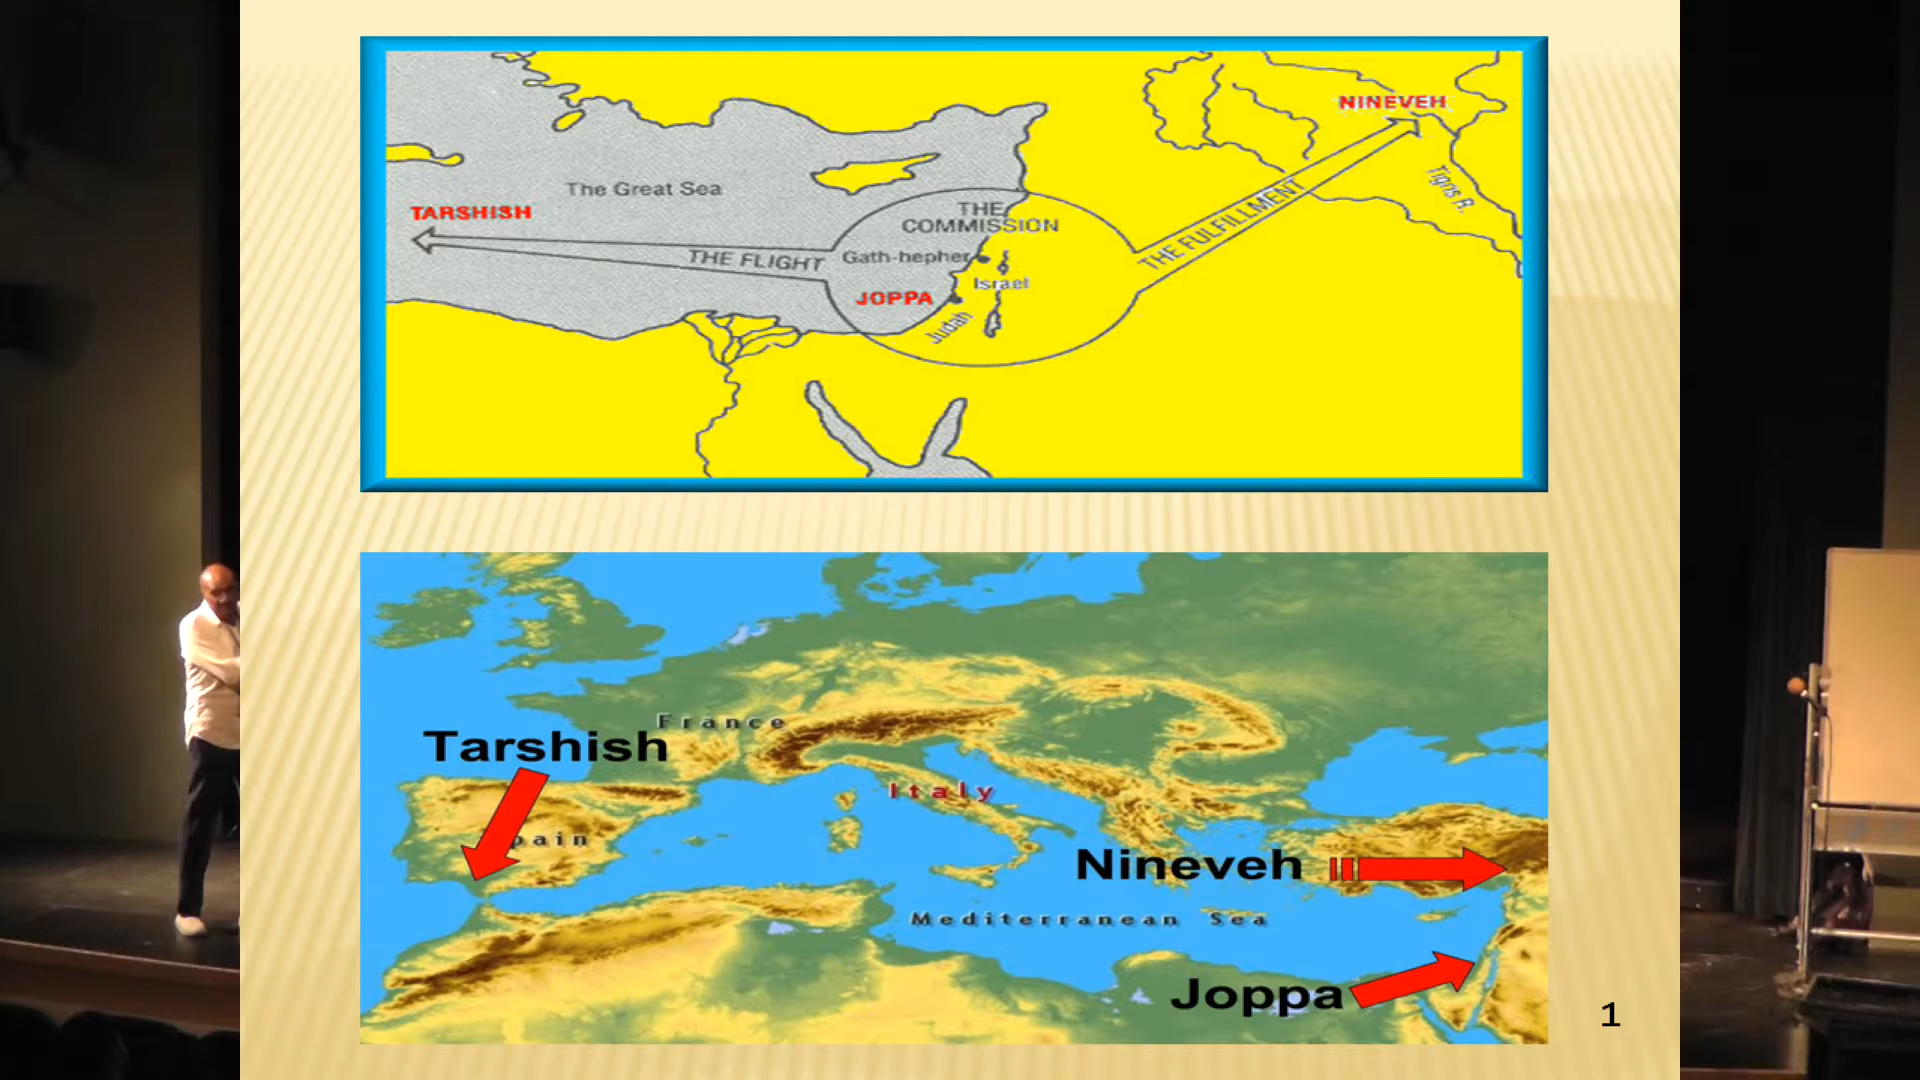 NINEVEH
The Great Sea
TARSHISH
THE
COMMISSION
THE FLIGHT
Gath-hepher
THE FULFILLMENT
Tigris R.
Israel
JOPPA
Judah
France
Tarshish
Italy
Spain
Nineveh
Mediterranean Sea
Joppa
1